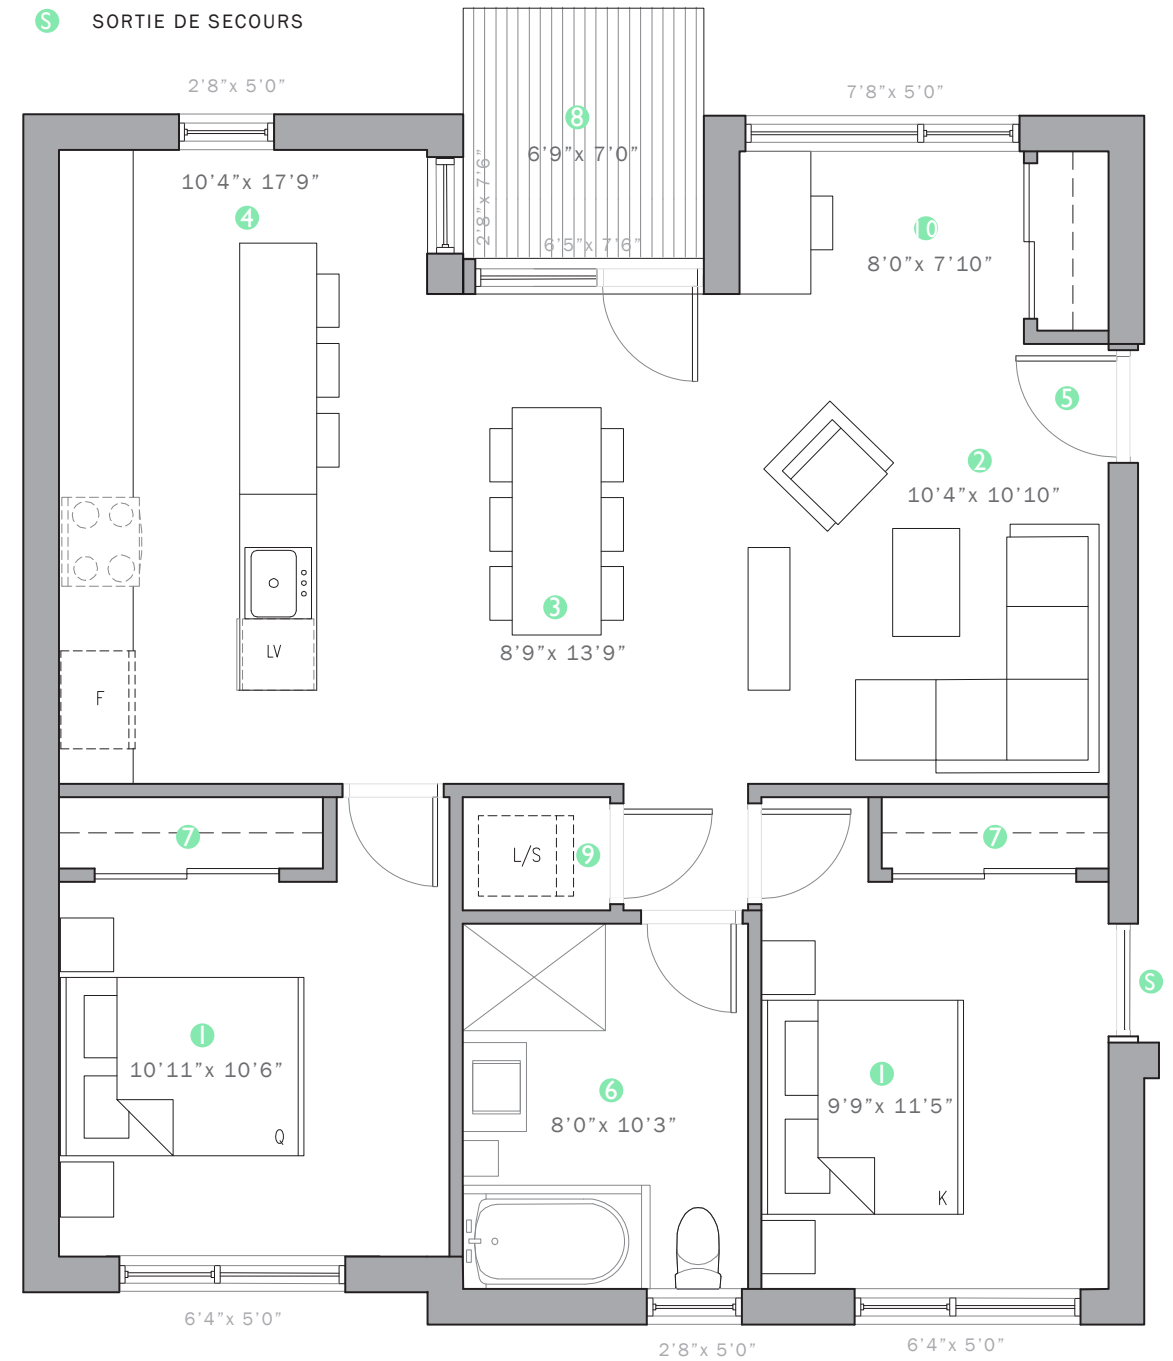 S SORTIE DE SECOURS
2'8"x 5'0"
7'8"x 5'0"
8
6'9"x 7'0"
2'8"x 7'6"
6'5"x 7'6"
10'4"x 17'9"
4
10
8'0"x 7'10"
5
2
10'4"x 10'10"
3
8'9"x 13'9"
LV
F
7
L/S
9
7
S
1
10'11"x 10'6"
Q
6
8'0"x 10'3"
1
9'9"x 11'5"
K
6'4"x 5'0"
2'8"x 5'0"
6'4"x 5'0"